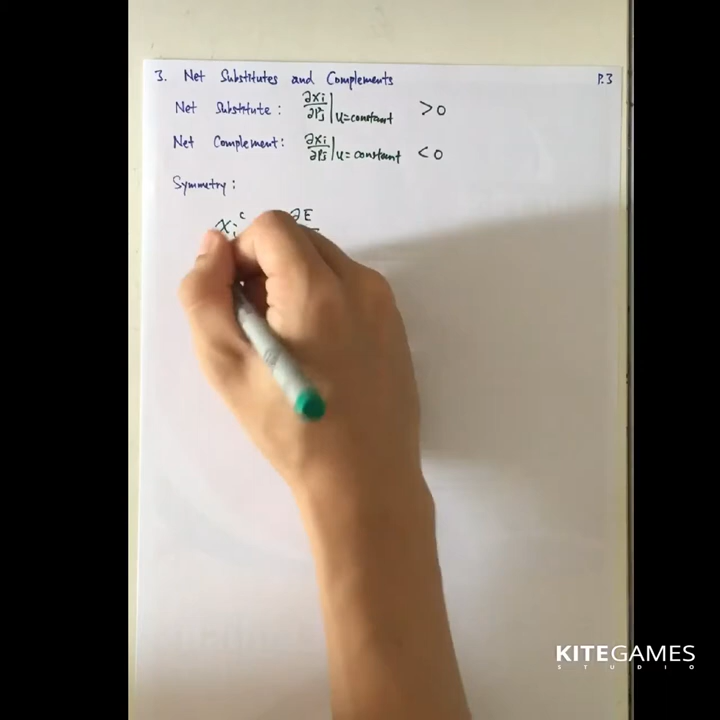 3. Net Substitutes and Complements P.3
Net Substitute: ∂Xi/∂Pj | U=constant > 0
Net Complement: ∂Xi/∂Pj | U=constant < 0
Symmetry:
Xi^c ∂E
KITEGAMES
STUDIO